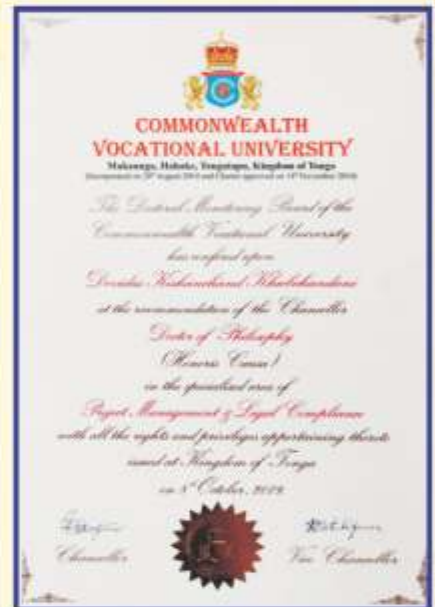 COMMONWEALTH
VOCATIONAL UNIVERSITY
Kingdom of Tonga
The Doctoral Monitoring Board of the
Commonwealth Vocational University
has conferred upon
Kishinchand
at the recommendation of the Chancellor
Doctor of Philosophy
(Honoris Causa)
in the specialised area of
Project Management & Legal Compliance
with all the rights and privileges appertaining thereto
issued at Kingdom of Tonga
October,
Chancellor
Vice Chancellor